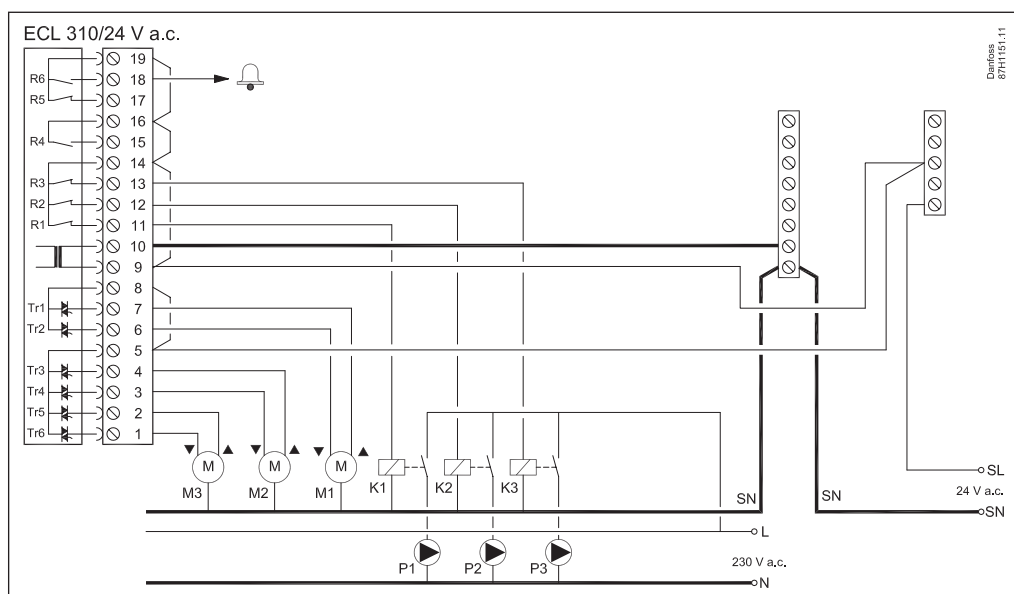 ECL 310/24 V a.c.
Danfoss
87H1151.11
19
R6 18
R5 17
16
R4 15
14
R3 13
R2 12
R1 11
10
9
8
Tr1 7
Tr2 6
5
Tr3 4
Tr4 3
Tr5 2
Tr6 1
M M M
M3 M2 M1 K1 K2 K3
SL
24 V a.c.
SN SN SN
L
P1 P2 P3
230 V a.c.
N